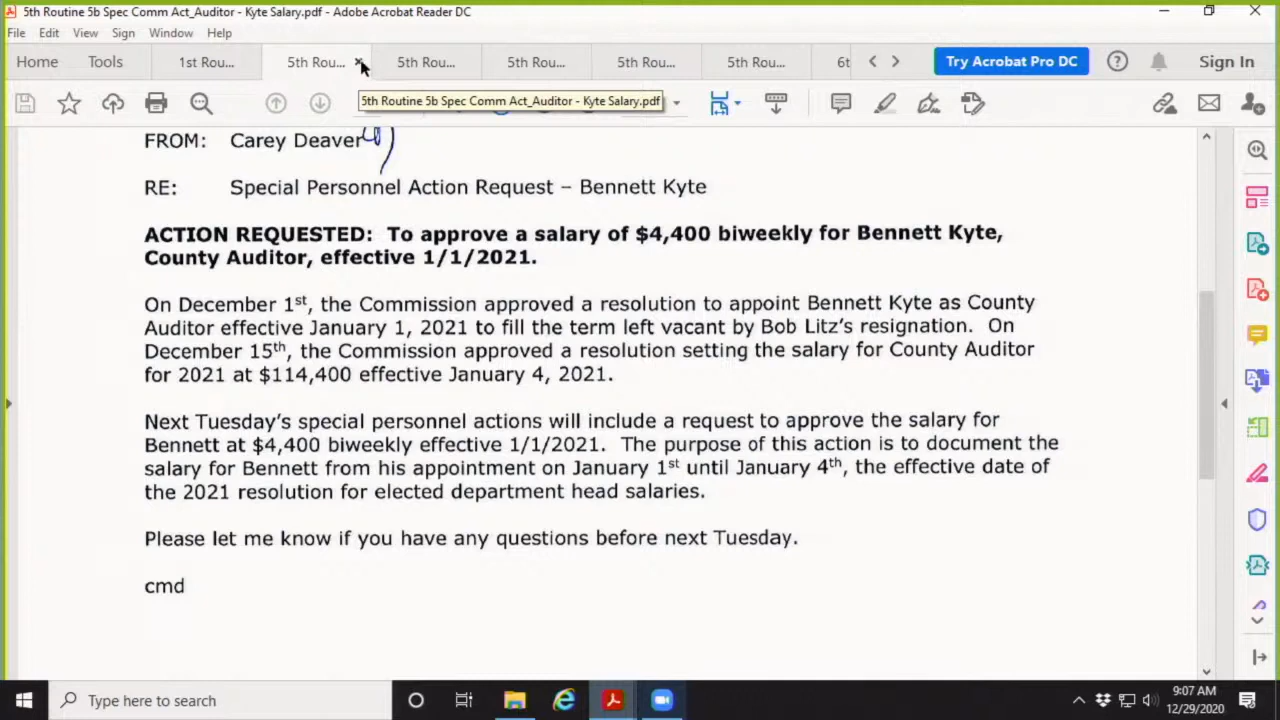 5th Routine 5b Spec Comm Act_Auditor - Kyte Salary.pdf - Adobe Acrobat Reader DC
File Edit View Sign Window Help
Home Tools 1st Rou... 5th Rou... 5th Rou... 5th Rou... 5th Rou... 5th Rou... 6t Try Acrobat Pro DC Sign In
5th Routine 5b Spec Comm Act_Auditor - Kyte Salary.pdf
FROM: Carey Deaver
RE: Special Personnel Action Request – Bennett Kyte
ACTION REQUESTED: To approve a salary of $4,400 biweekly for Bennett Kyte,
County Auditor, effective 1/1/2021.
On December 1st, the Commission approved a resolution to appoint Bennett Kyte as County
Auditor effective January 1, 2021 to fill the term left vacant by Bob Litz's resignation. On
December 15th, the Commission approved a resolution setting the salary for County Auditor
for 2021 at $114,400 effective January 4, 2021.
Next Tuesday's special personnel actions will include a request to approve the salary for
Bennett at $4,400 biweekly effective 1/1/2021. The purpose of this action is to document the
salary for Bennett from his appointment on January 1st until January 4th, the effective date of
the 2021 resolution for elected department head salaries.
Please let me know if you have any questions before next Tuesday.
cmd
Type here to search
9:07 AM
12/29/2020